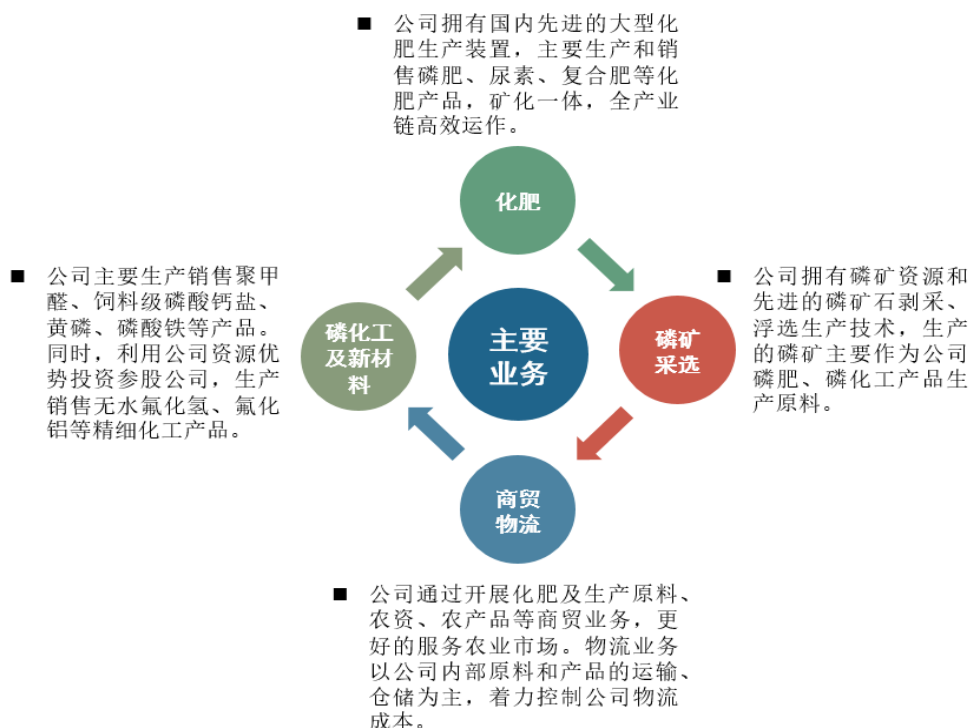 ■ 公司拥有国内先进的大型化
肥生产装置，主要生产和销
售磷肥、尿素、复合肥等化
肥产品，矿化一体，全产业
链高效运作。
化肥
■ 公司主要生产销售聚甲
醛、饲料级磷酸钙盐、
黄磷、磷酸铁等产品。
同时，利用公司资源优
势投资参股公司，生产
销售无水氟化氢、氟化
铝等精细化工产品。
磷化工
及新材
料
主要
业务
磷矿
采选
■ 公司拥有磷矿资源和
先进的磷矿石剥采、
浮选生产技术，生产
的磷矿主要作为公司
磷肥、磷化工产品生
产原料。
商贸
物流
■ 公司通过开展化肥及生产原料、
农资、农产品等商贸业务，更
好的服务农业市场。物流业务
以公司内部原料和产品的运输、
仓储为主，着力控制公司物流
成本。